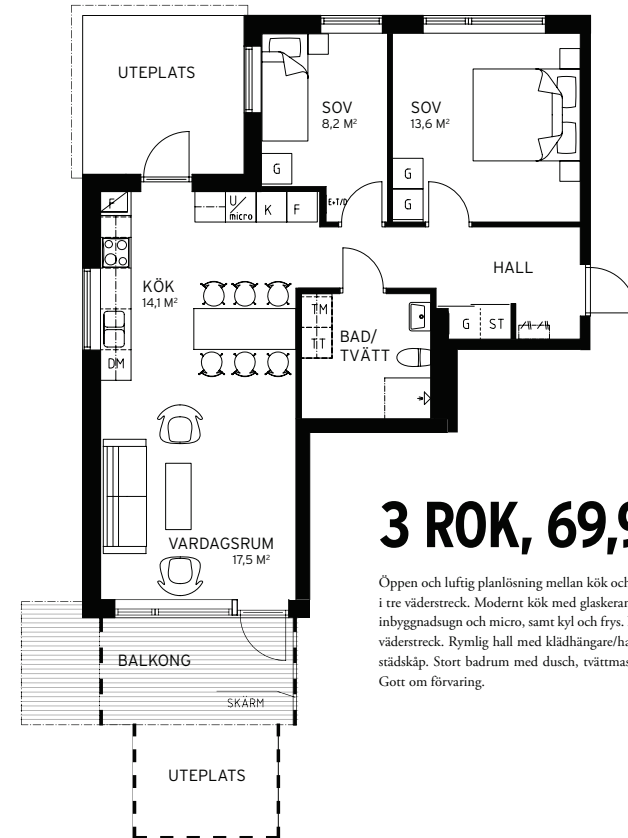 UTEPLATS
SOV
8,2 M²
SOV
13,6 M²
G
G
G
F
U/
micro
K
F
E+T/D
KÖK
14,1 M²
HALL
TM
TT
BAD/
TVÄTT
G
ST
DM
VARDAGSRUM
17,5 M²
3 ROK, 69,9
Öppen och luftig planlösning mellan kök och
i tre väderstreck. Modernt kök med glaskeram
inbyggnadsugn och micro, samt kyl och frys.
väderstreck. Rymlig hall med klädhängare/ha
städskåp. Stort badrum med dusch, tvättmas
Gott om förvaring.
BALKONG
SKÄRM
UTEPLATS